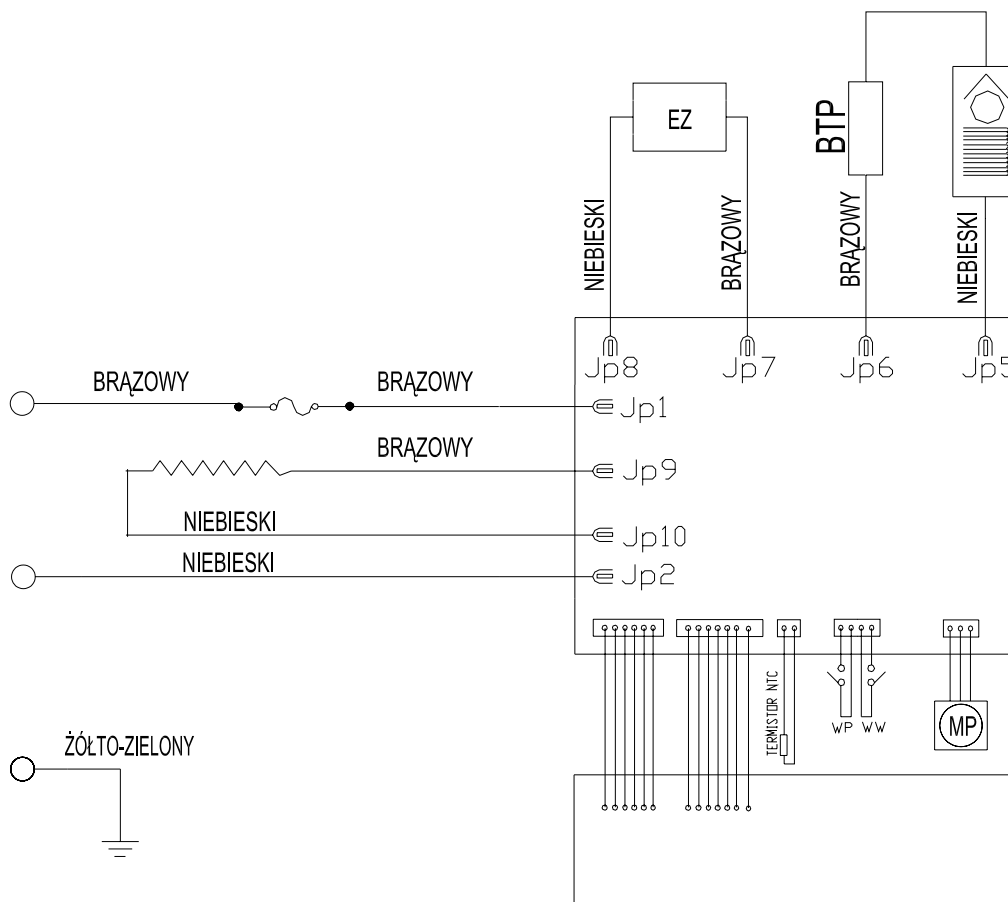 EZ
BTP
NIEBIESKI
BRĄZOWY
BRĄZOWY
NIEBIESKI
Jp8
Jp7
Jp6
Jp5
BRĄZOWY
BRĄZOWY
Jp1
BRĄZOWY
Jp9
NIEBIESKI
Jp10
NIEBIESKI
Jp2
TERMISTOR NTC
WP
WW
MP
ŻÓŁTO-ZIELONY